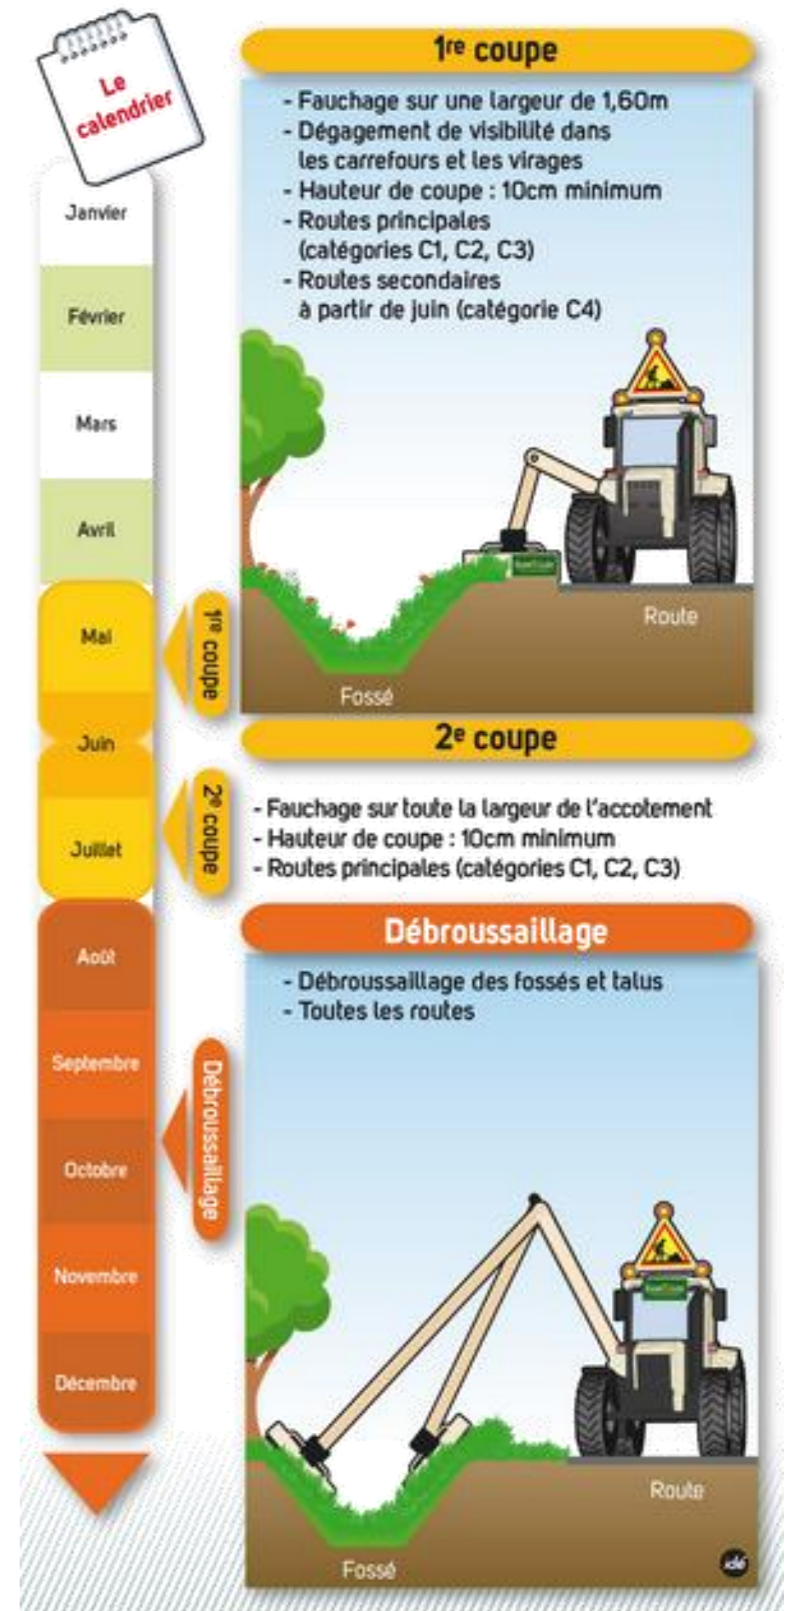 Le
calendrier
Janvier
Février
Mars
Avril
Mai
Juin
Juillet
Août
Septembre
Octobre
Novembre
Décembre
1re coupe
2e coupe
Débroussaillage
1re coupe
- Fauchage sur une largeur de 1,60m
- Dégagement de visibilité dans
les carrefours et les virages
- Hauteur de coupe : 10cm minimum
- Routes principales
(catégories C1, C2, C3)
- Routes secondaires
à partir de juin (catégorie C4)
Route
Fossé
2e coupe
- Fauchage sur toute la largeur de l'accotement
- Hauteur de coupe : 10cm minimum
- Routes principales (catégories C1, C2, C3)
Débroussaillage
- Débroussaillage des fossés et talus
- Toutes les routes
Route
Fossé
idé